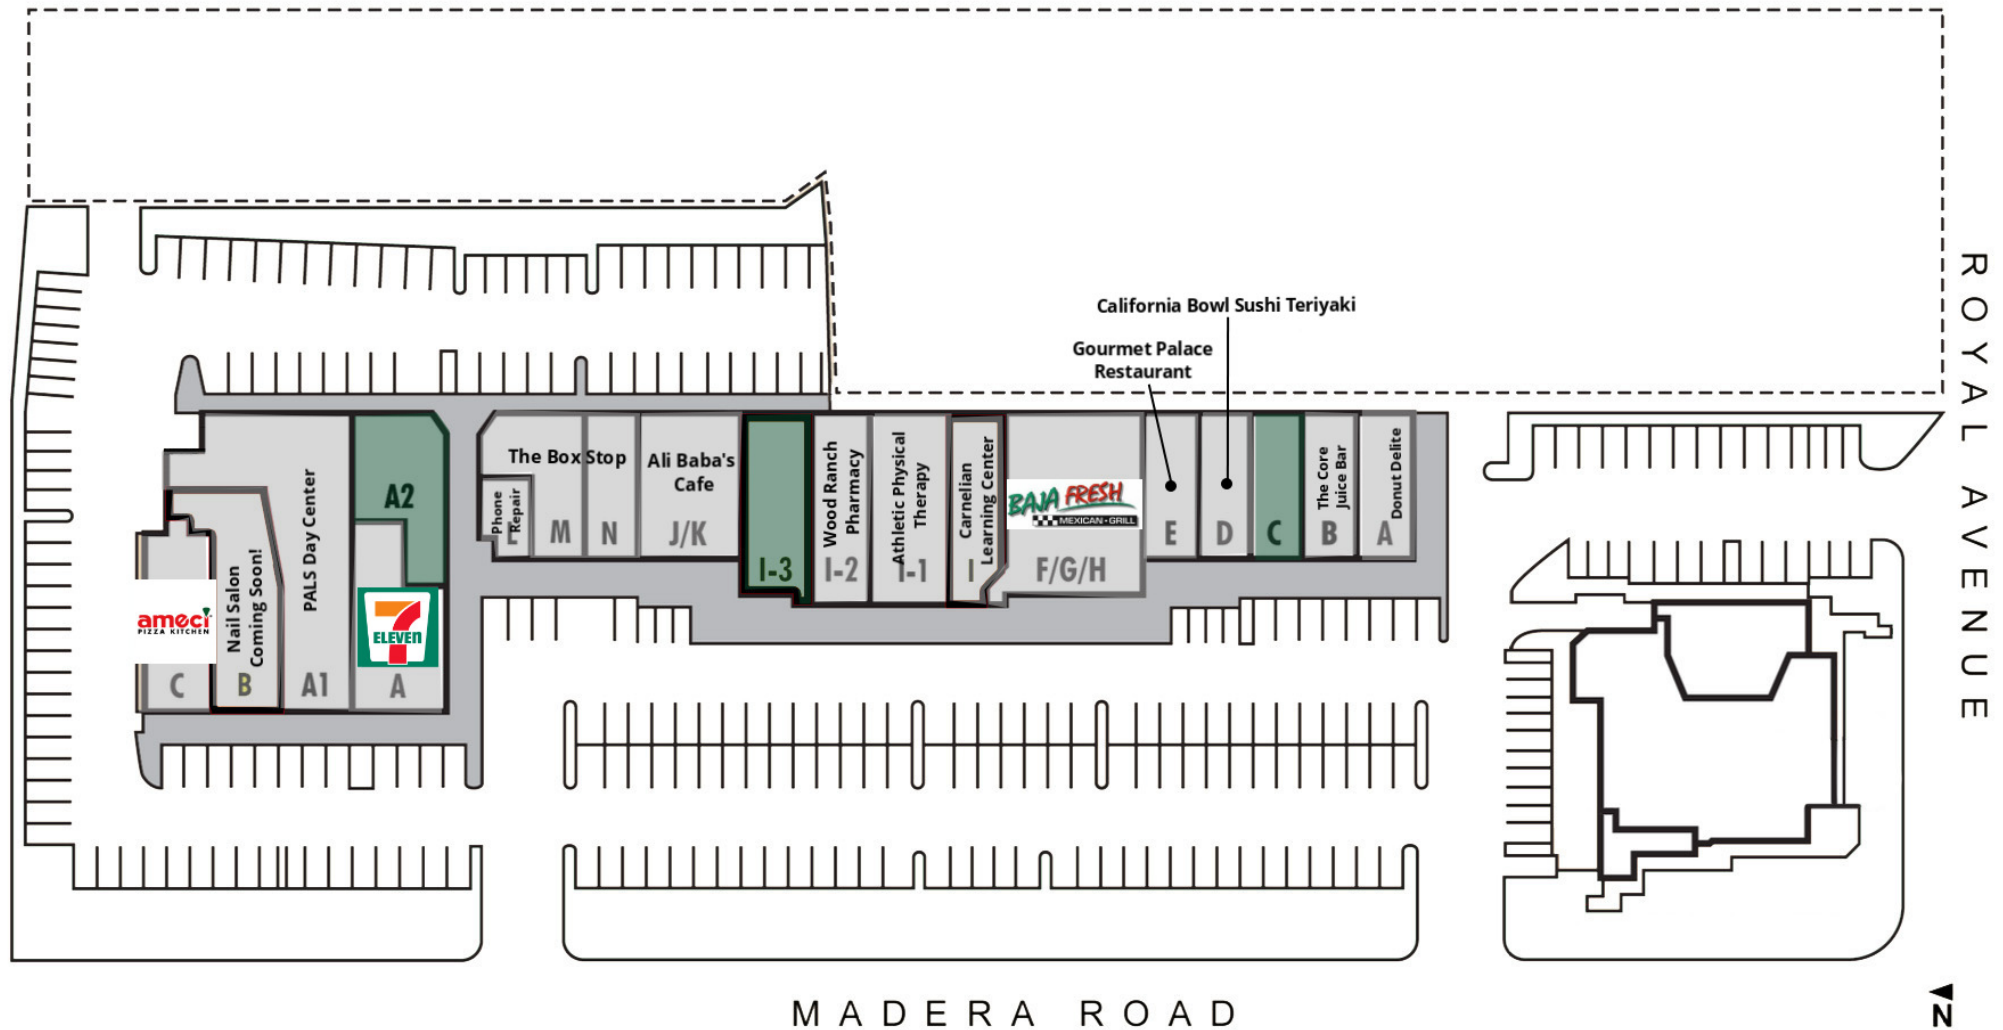 California Bowl Sushi Teriyaki
Gourmet Palace
Restaurant
ROYAL AVENUE
A2
PALS Day Center
Nail Salon
Coming Soon!
ameci
PIZZA KITCHEN
7
ELEVEN
C
B
A1
A
The Box Stop
Phone
Repair
L
M
N
Ali Baba's
Cafe
J/K
I-3
Wood Ranch
Pharmacy
I-2
Athletic Physical
Therapy
I-1
Carnelian
Learning Center
I
BAJA FRESH
MEXICAN·GRILL
F/G/H
E
D
C
The Core
Juice Bar
B
Donut Delite
A
MADERA ROAD
N